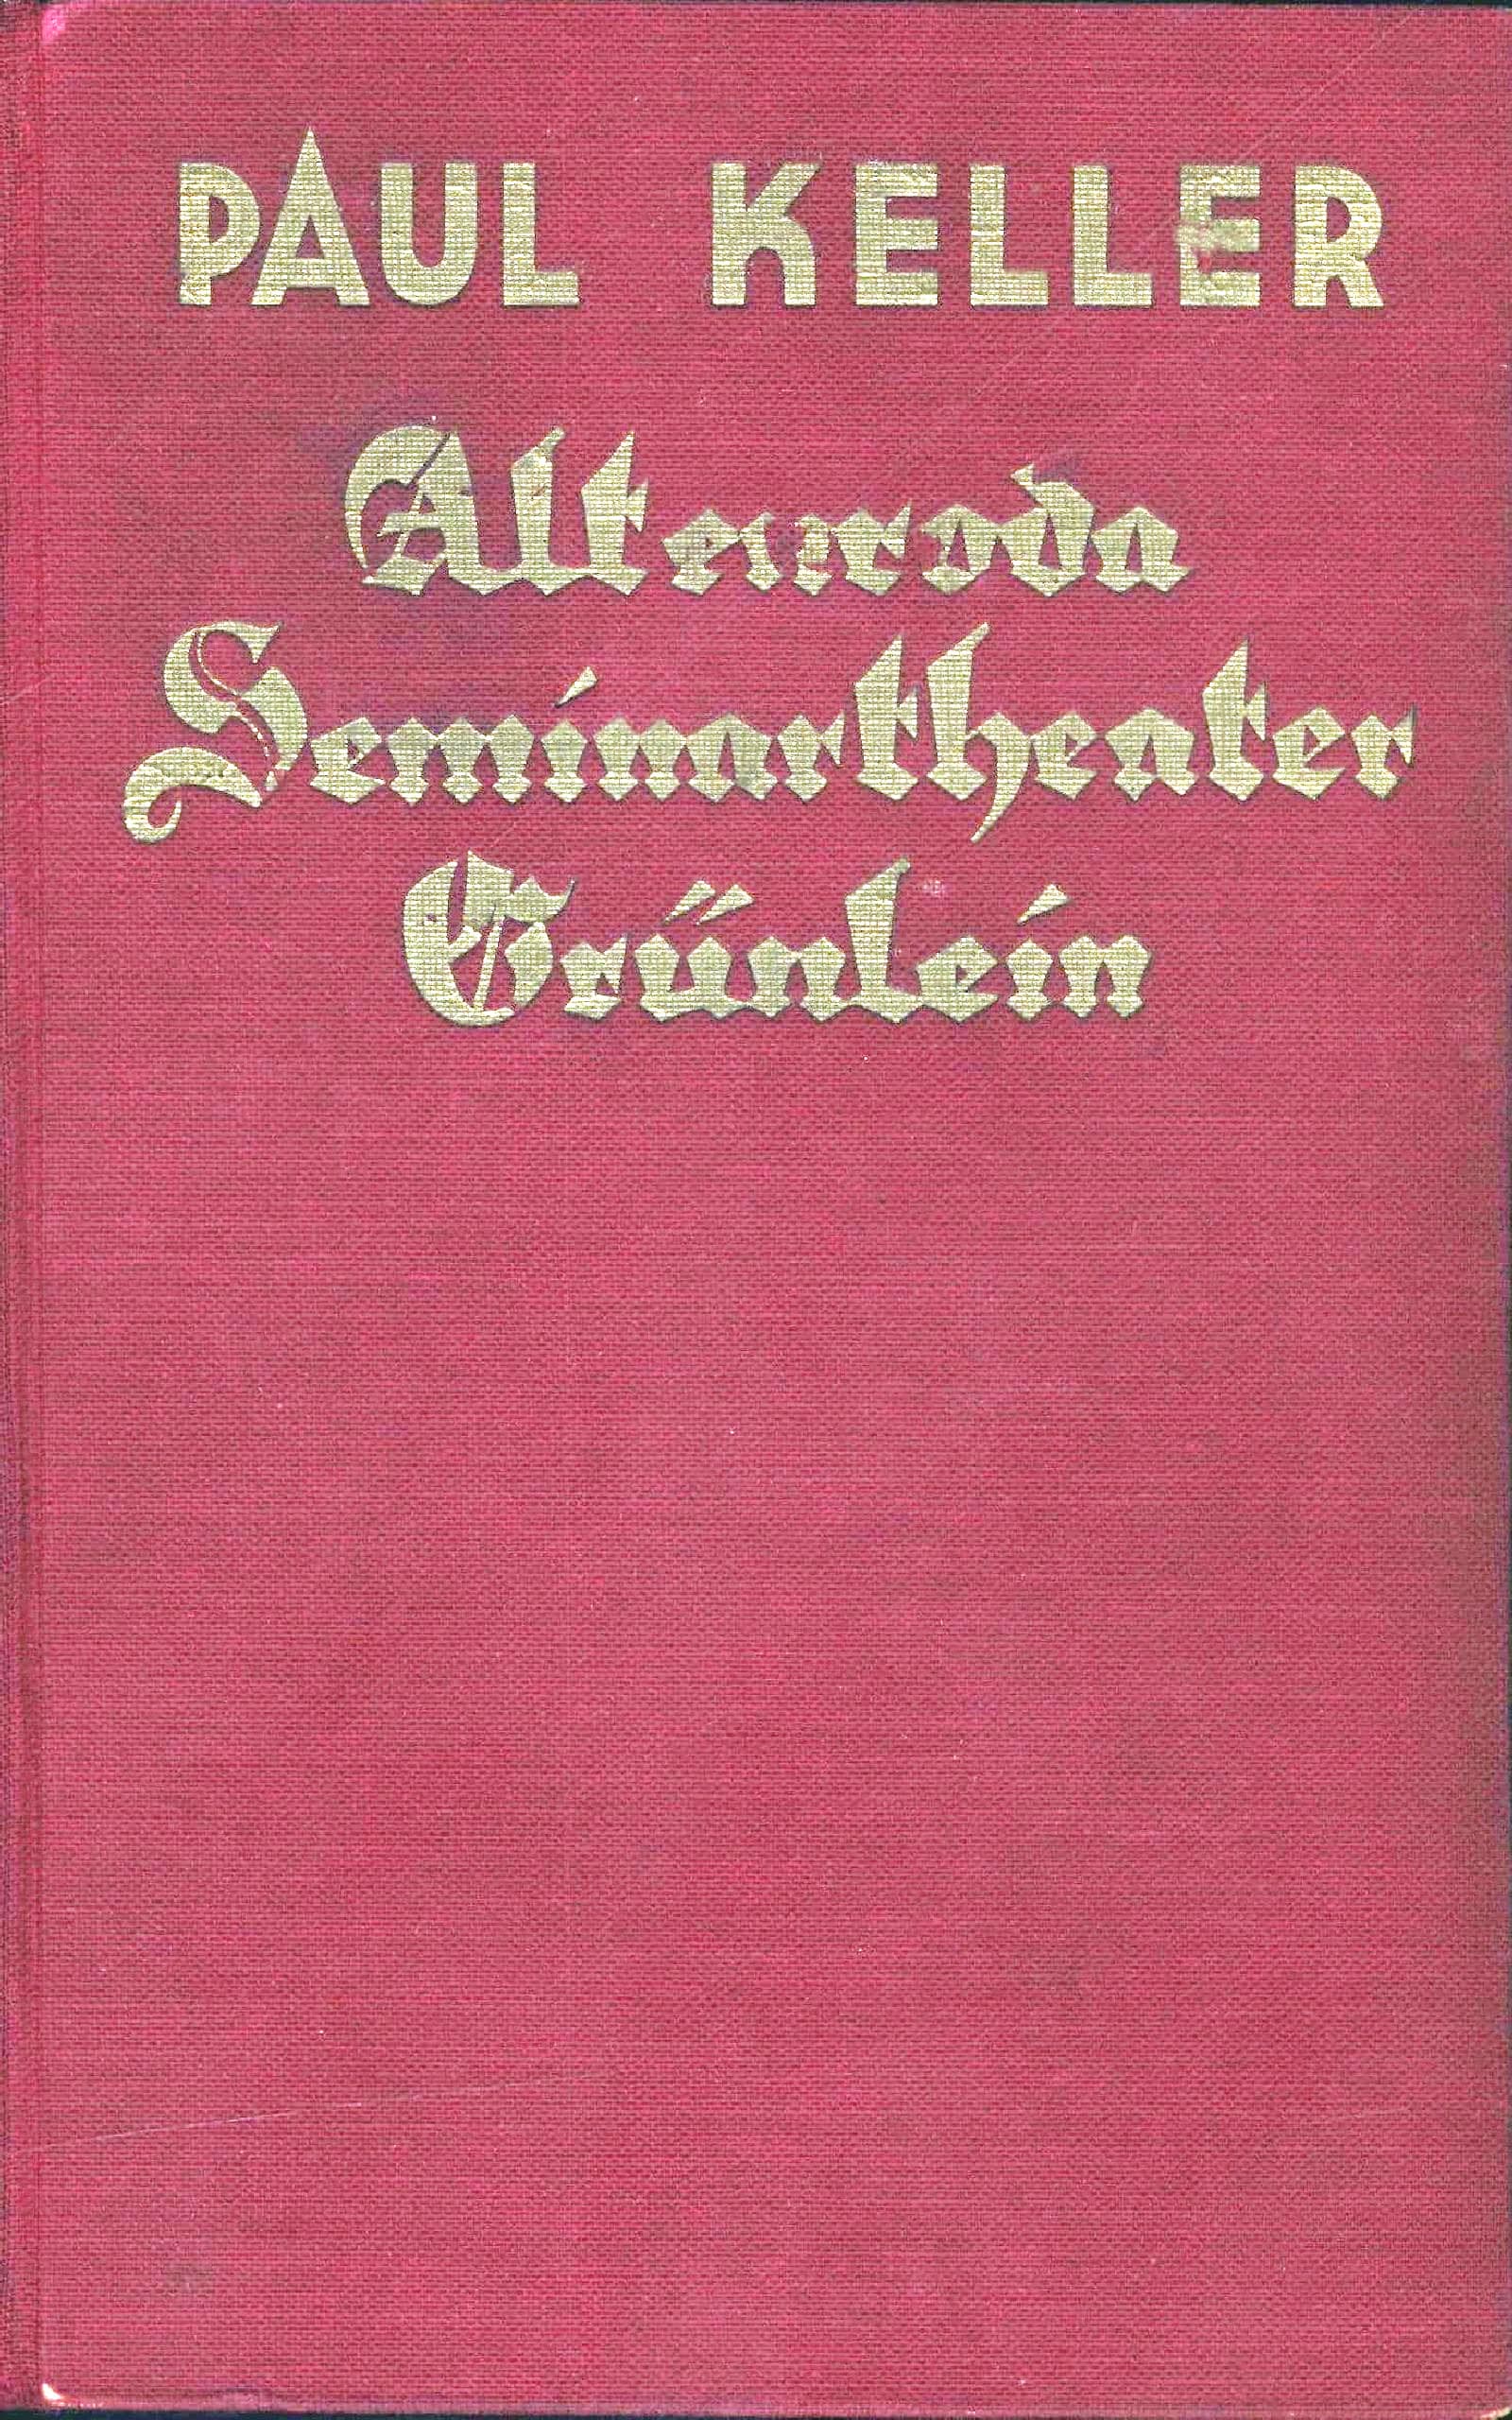 PAUL KELLER
Altenroda
Seminartheater
Grünlein